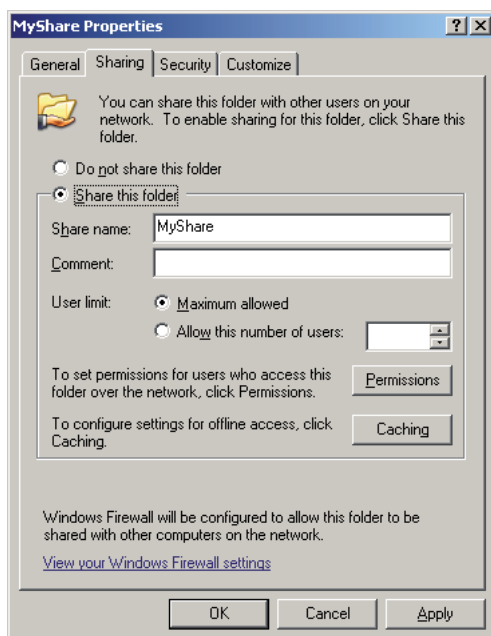 MyShare Properties
General Sharing Security Customize
You can share this folder with other users on your
network. To enable sharing for this folder, click Share this
folder.
Do not share this folder
Share this folder
Share name: MyShare
Comment:
User limit: Maximum allowed
Allow this number of users:
To set permissions for users who access this
folder over the network, click Permissions.
Permissions
To configure settings for offline access, click
Caching.
Caching
Windows Firewall will be configured to allow this folder to be
shared with other computers on the network.
View your Windows Firewall settings
OK Cancel Apply